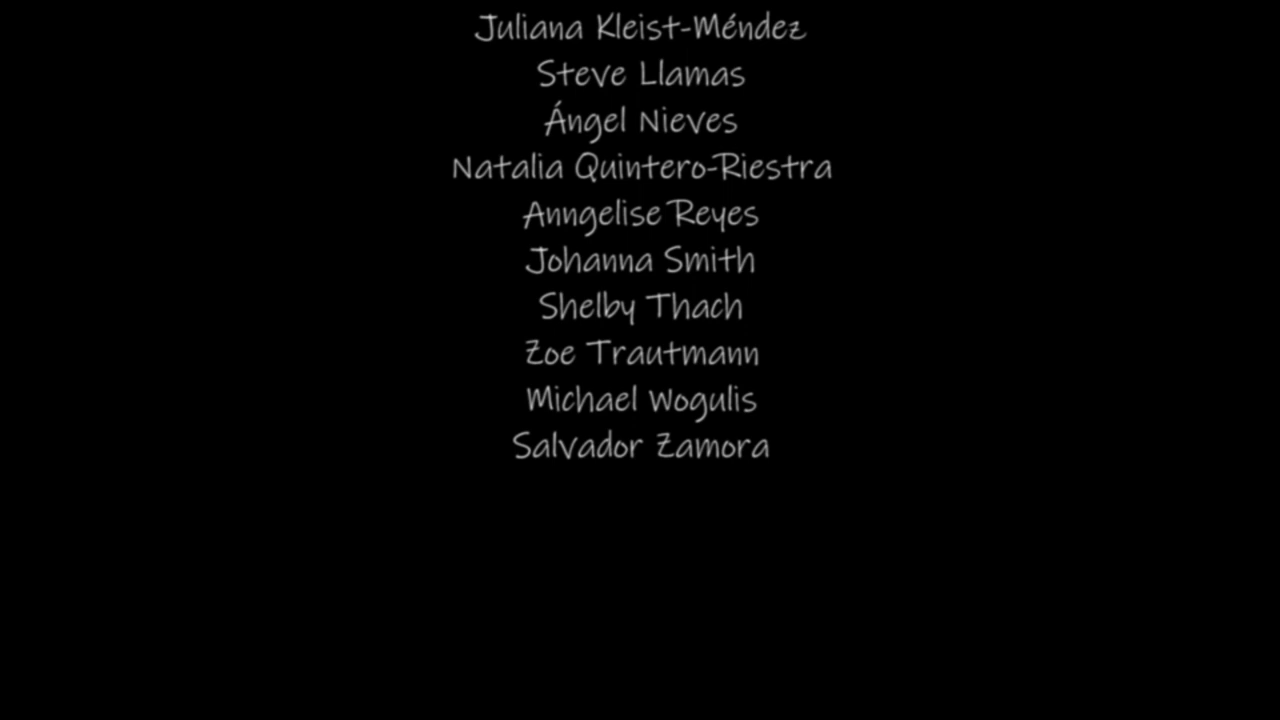 Juliana Kleist-Méndez
Steve Llamas
Ángel Nieves
Natalia Quintero-Riestra
Anngelise Reyes
Johanna Smith
Shelby Thach
Zoe Trautmann
Michael Wogulis
Salvador Zamora